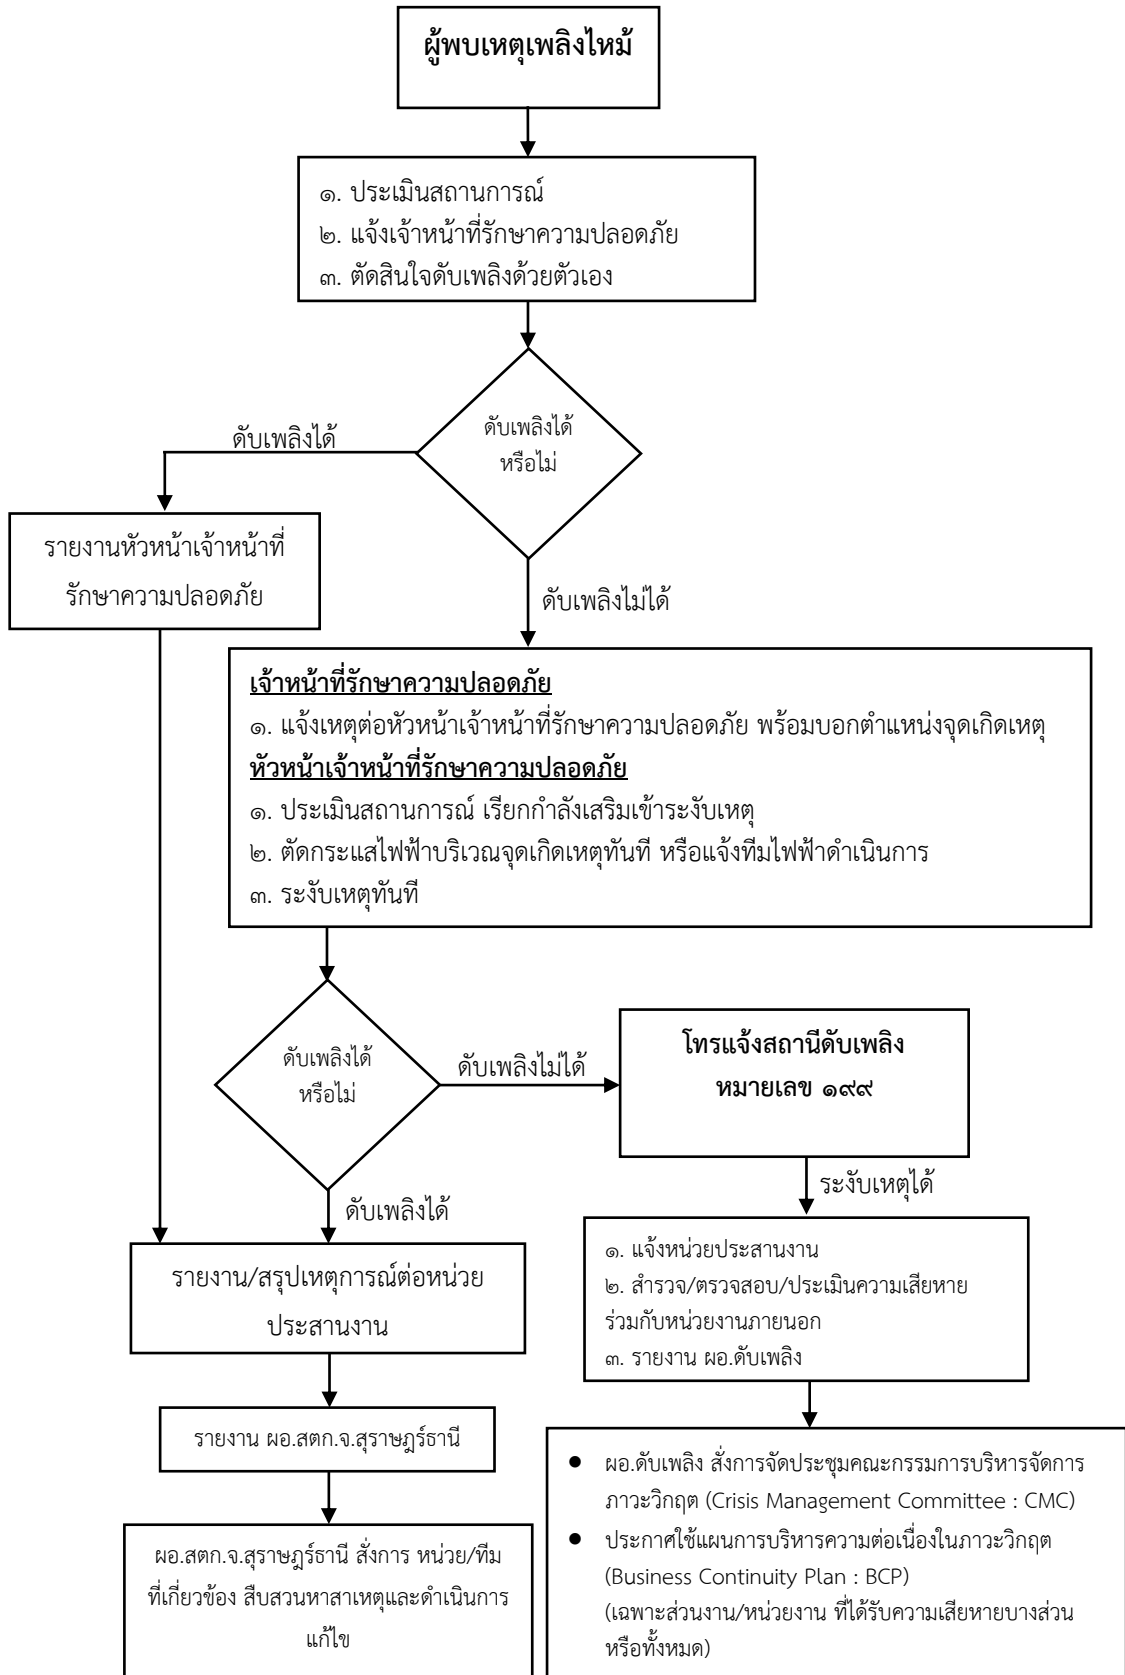 ผู้พบเหตุเพลิงไหม้
๑. ประเมินสถานการณ์
๒. แจ้งเจ้าหน้าที่รักษาความปลอดภัย
๓. ตัดสินใจดับเพลิงด้วยตัวเอง
ดับเพลิงได้
หรือไม่
ดับเพลิงได้
รายงานหัวหน้าเจ้าหน้าที่
รักษาความปลอดภัย
ดับเพลิงไม่ได้
เจ้าหน้าที่รักษาความปลอดภัย
๑. แจ้งเหตุต่อหัวหน้าเจ้าหน้าที่รักษาความปลอดภัย พร้อมบอกตำแหน่งจุดเกิดเหตุ
หัวหน้าเจ้าหน้าที่รักษาความปลอดภัย
๑. ประเมินสถานการณ์ เรียกกำลังเสริมเข้าระงับเหตุ
๒. ตัดกระแสไฟฟ้าบริเวณจุดเกิดเหตุทันที หรือแจ้งทีมไฟฟ้าดำเนินการ
๓. ระงับเหตุทันที
ดับเพลิงได้
หรือไม่
ดับเพลิงไม่ได้
โทรแจ้งสถานีดับเพลิง
หมายเลข ๑๙๙
ระงับเหตุได้
ดับเพลิงได้
รายงาน/สรุปเหตุการณ์ต่อหน่วย
ประสานงาน
๑. แจ้งหน่วยประสานงาน
๒. สำรวจ/ตรวจสอบ/ประเมินความเสียหาย
ร่วมกับหน่วยงานภายนอก
๓. รายงาน ผอ.ดับเพลิง
รายงาน ผอ.สตก.จ.สุราษฎร์ธานี
ผอ.สตก.จ.สุราษฎร์ธานี สั่งการ หน่วย/ทีม
ที่เกี่ยวข้อง สืบสวนหาสาเหตุและดำเนินการ
แก้ไข
● ผอ.ดับเพลิง สั่งการจัดประชุมคณะกรรมการบริหารจัดการ
ภาวะวิกฤต (Crisis Management Committee : CMC)
● ประกาศใช้แผนการบริหารความต่อเนื่องในภาวะวิกฤต
(Business Continuity Plan : BCP)
(เฉพาะส่วนงาน/หน่วยงาน ที่ได้รับความเสียหายบางส่วน
หรือทั้งหมด)